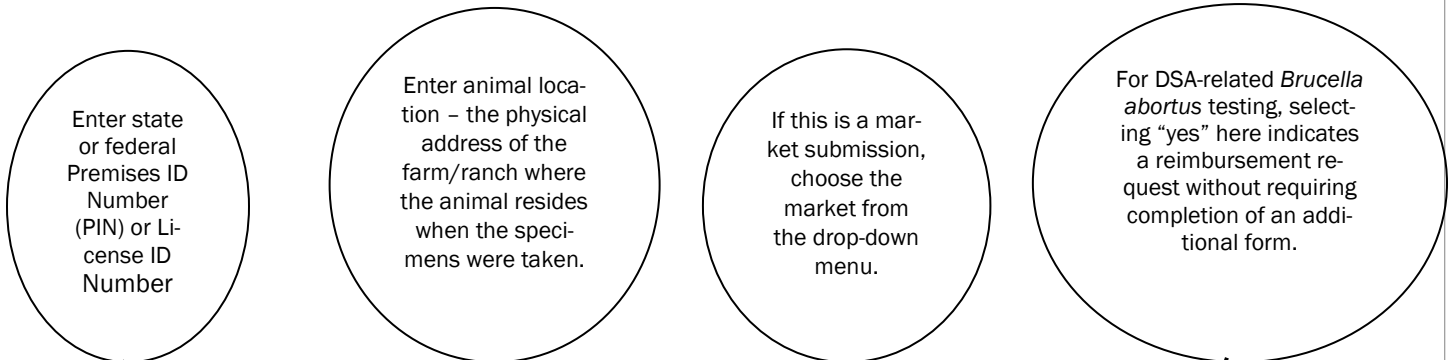 Enter state
or federal
Premises ID
Number
(PIN) or Li-
cense ID
Number
Enter animal loca-
tion – the physical
address of the
farm/ranch where
the animal resides
when the speci-
mens were taken.
If this is a mar-
ket submission,
choose the
market from
the drop-down
menu.
For DSA-related Brucella
abortus testing, select-
ing “yes” here indicates
a reimbursement re-
quest without requiring
completion of an addi-
tional form.